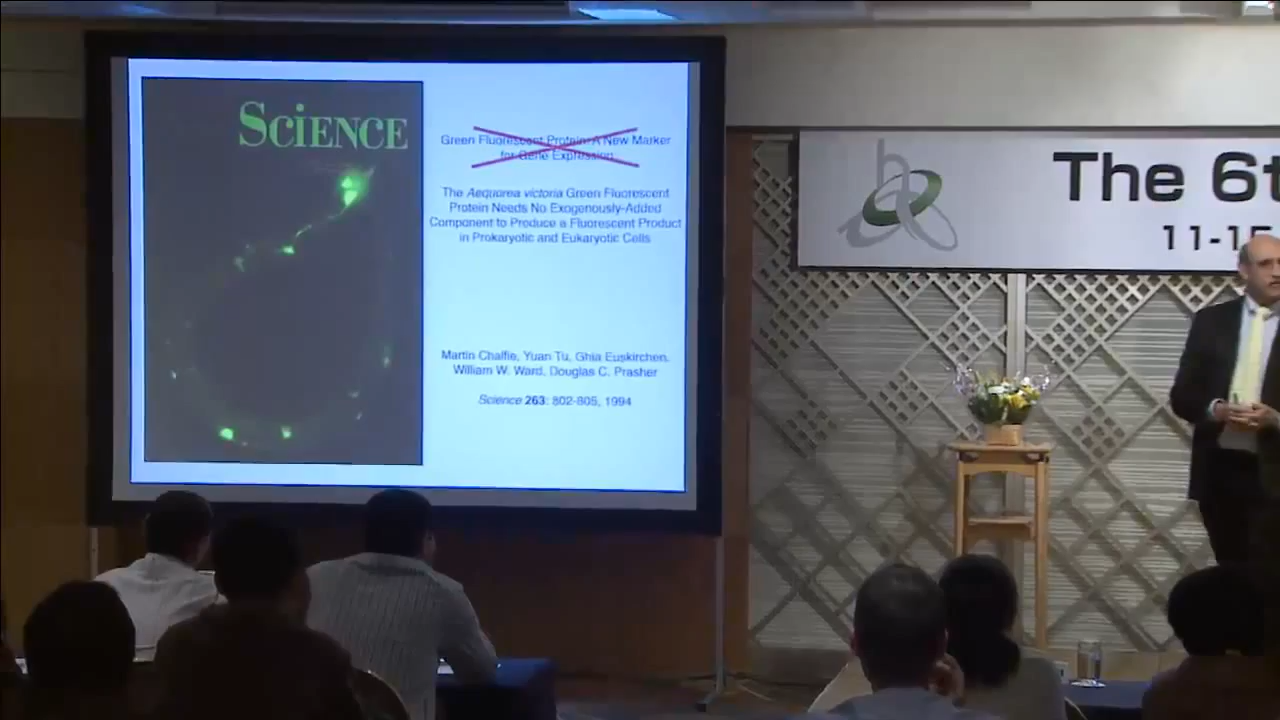 SCiENCE
Green Fluorescent Protein: A New Marker
for Gene Expression
The Aequorea victoria Green Fluorescent
Protein Needs No Exogenously-Added
Component to Produce a Fluorescent Product
in Prokaryotic and Eukaryotic Cells
Martin Chalfie, Yuan Tu, Ghia Euskirchen,
William W. Ward, Douglas C. Prasher
Science 263: 802-805, 1994
The 6t
11-15